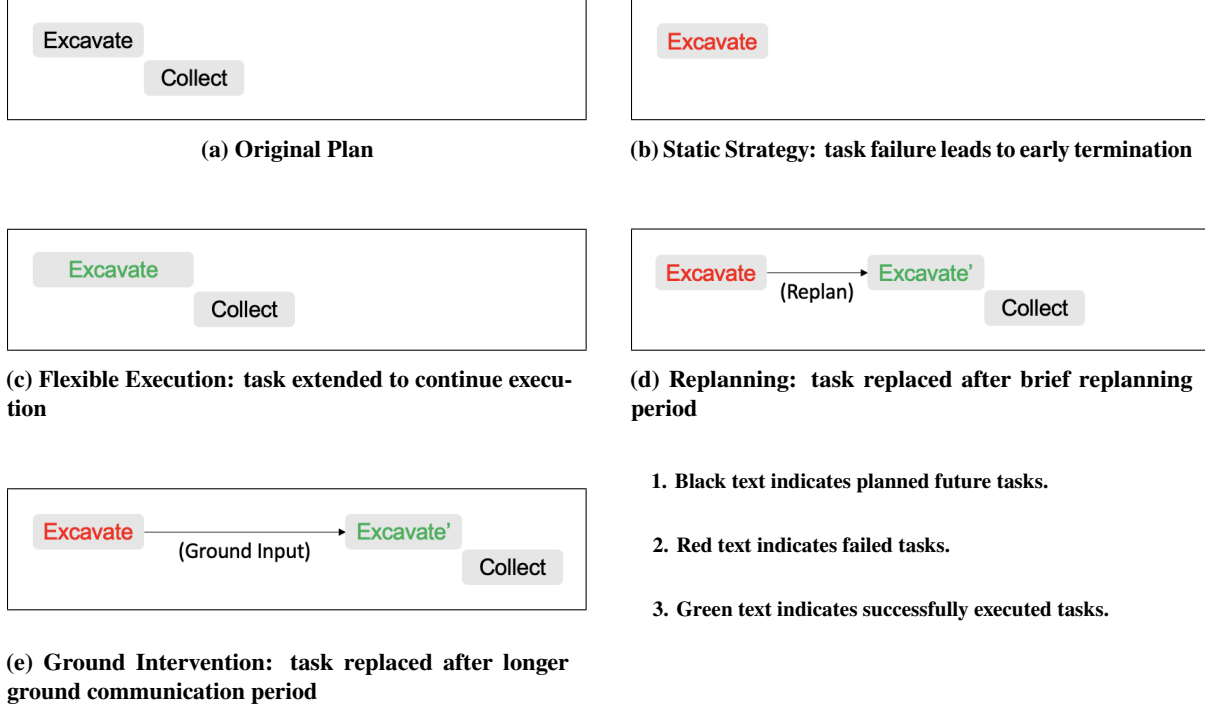 Excavate
Collect
(a) Original Plan
Excavate
(b) Static Strategy: task failure leads to early termination
Excavate
Collect
(c) Flexible Execution: task extended to continue execu-
tion
Excavate
(Replan)
Excavate'
Collect
(d) Replanning: task replaced after brief replanning
period
Excavate
(Ground Input)
Excavate'
Collect
(e) Ground Intervention: task replaced after longer
ground communication period
1. Black text indicates planned future tasks.
2. Red text indicates failed tasks.
3. Green text indicates successfully executed tasks.